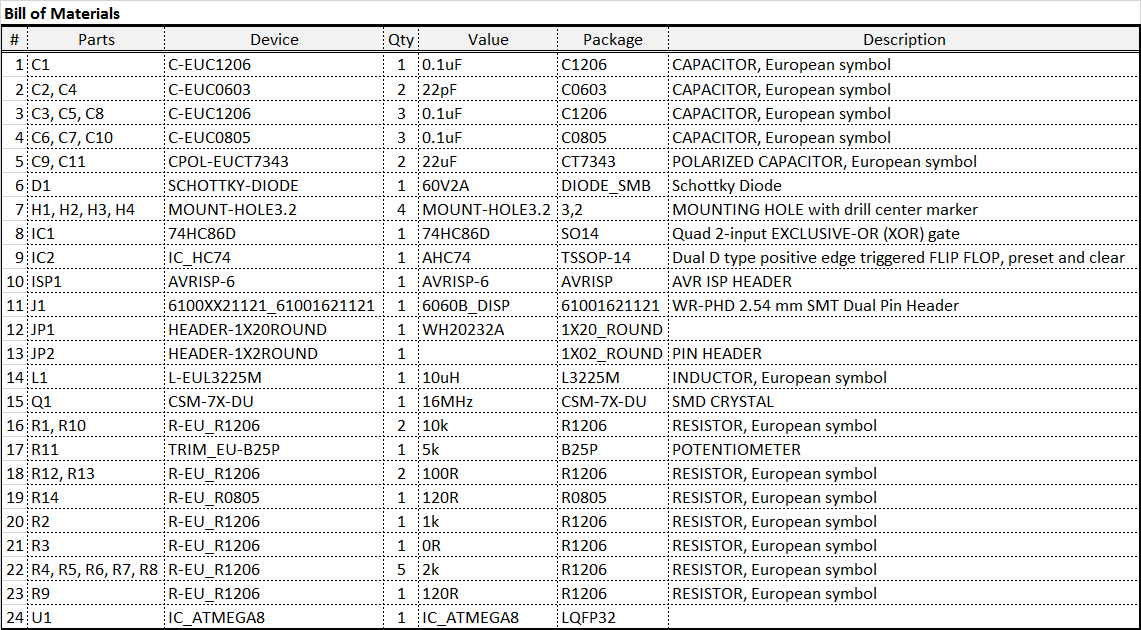 Bill of Materials
# Parts Device Qty Value Package Description
1 C1 C-EUC1206 1 0.1uF C1206 CAPACITOR, European symbol
2 C2, C4 C-EUC0603 2 22pF C0603 CAPACITOR, European symbol
3 C3, C5, C8 C-EUC1206 3 0.1uF C1206 CAPACITOR, European symbol
4 C6, C7, C10 C-EUC0805 3 0.1uF C0805 CAPACITOR, European symbol
5 C9, C11 CPOL-EUCT7343 2 22uF CT7343 POLARIZED CAPACITOR, European symbol
6 D1 SCHOTTKY-DIODE 1 60V2A DIODE_SMB Schottky Diode
7 H1, H2, H3, H4 MOUNT-HOLE3.2 4 MOUNT-HOLE3.2 3,2 MOUNTING HOLE with drill center marker
8 IC1 74HC86D 1 74HC86D SO14 Quad 2-input EXCLUSIVE-OR (XOR) gate
9 IC2 IC_HC74 1 AHC74 TSSOP-14 Dual D type positive edge triggered FLIP FLOP, preset and clear
10 ISP1 AVRISP-6 1 AVRISP-6 AVRISP AVR ISP HEADER
11 J1 6100XX21121_61001621121 1 6060B_DISP 61001621121 WR-PHD 2.54 mm SMT Dual Pin Header
12 JP1 HEADER-1X20ROUND 1 WH20232A 1X20_ROUND
13 JP2 HEADER-1X2ROUND 1 1X02_ROUND PIN HEADER
14 L1 L-EUL3225M 1 10uH L3225M INDUCTOR, European symbol
15 Q1 CSM-7X-DU 1 16MHz CSM-7X-DU SMD CRYSTAL
16 R1, R10 R-EU_R1206 2 10k R1206 RESISTOR, European symbol
17 R11 TRIM_EU-B25P 1 5k B25P POTENTIOMETER
18 R12, R13 R-EU_R1206 2 100R R1206 RESISTOR, European symbol
19 R14 R-EU_R0805 1 120R R0805 RESISTOR, European symbol
20 R2 R-EU_R1206 1 1k R1206 RESISTOR, European symbol
21 R3 R-EU_R1206 1 0R R1206 RESISTOR, European symbol
22 R4, R5, R6, R7, R8 R-EU_R1206 5 2k R1206 RESISTOR, European symbol
23 R9 R-EU_R1206 1 120R R1206 RESISTOR, European symbol
24 U1 IC_ATMEGA8 1 IC_ATMEGA8 LQFP32